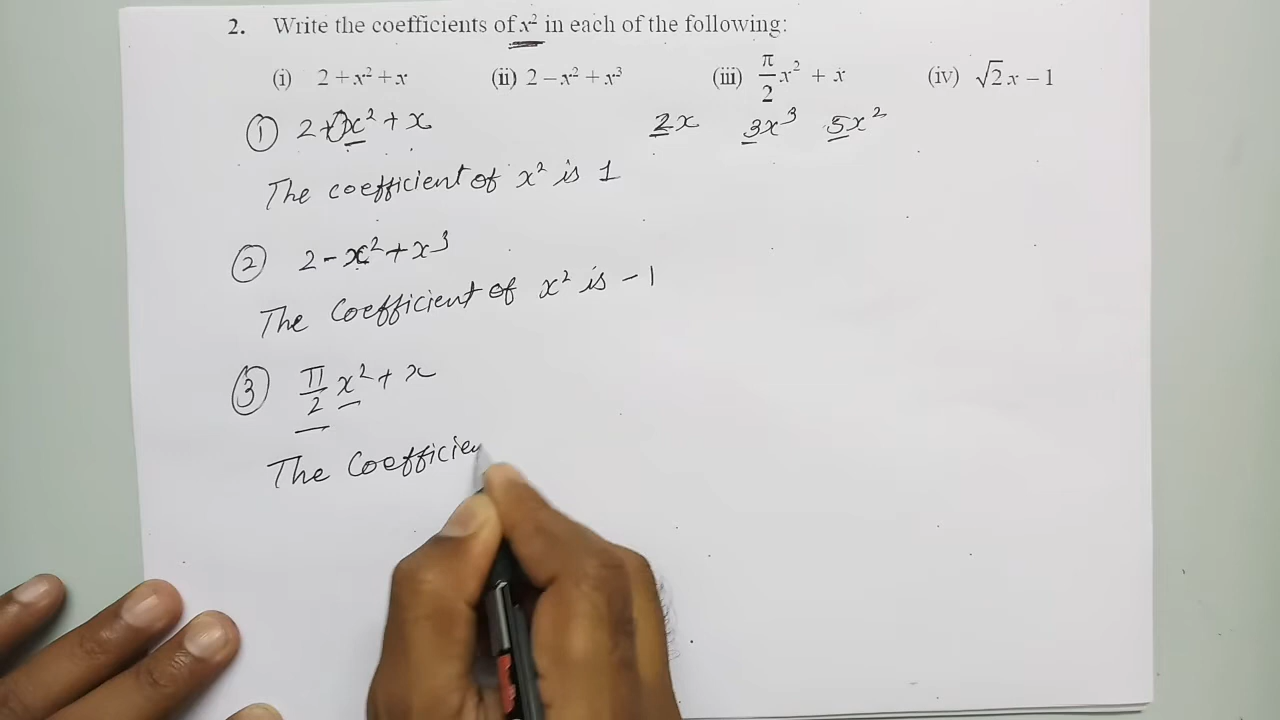 2. Write the coefficients of x² in each of the following:
(i) 2 + x² + x (ii) 2 – x² + x³ (iii) π/2 x² + x (iv) √2 x – 1
① 2+1x² + x 2x 3x³ 5x²
The coefficient of x² is 1
② 2 - x² + x³
The Coefficient of x² is -1
③ π/2 x² + x
The Coefficien